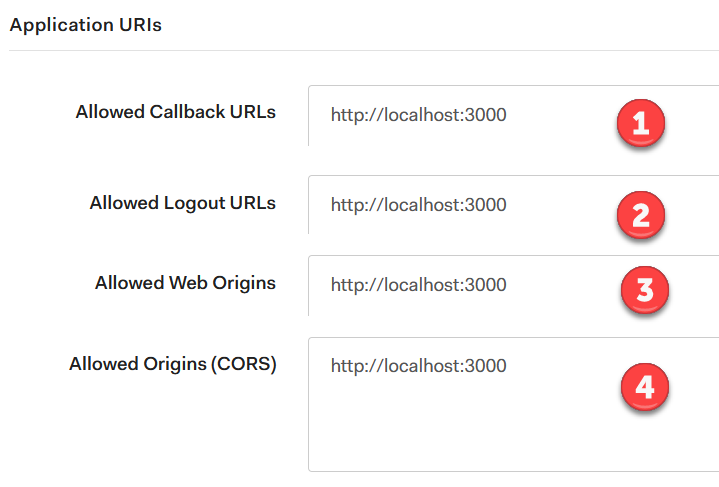 Application URIs
Allowed Callback URLs http://localhost:3000 1
Allowed Logout URLs http://localhost:3000 2
Allowed Web Origins http://localhost:3000 3
Allowed Origins (CORS) http://localhost:3000 4